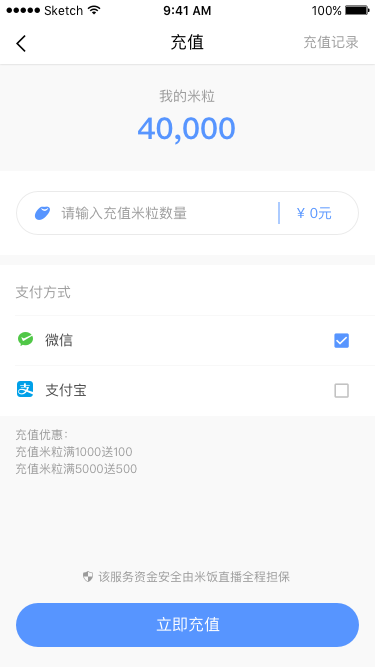 Sketch 9:41 AM 100%
充值 充值记录
我的米粒
40,000
请输入充值米粒数量 ¥ 0元
支付方式
微信
支付宝
充值优惠：
充值米粒满1000送100
充值米粒满5000送500
该服务资金安全由米饭直播全程担保
立即充值